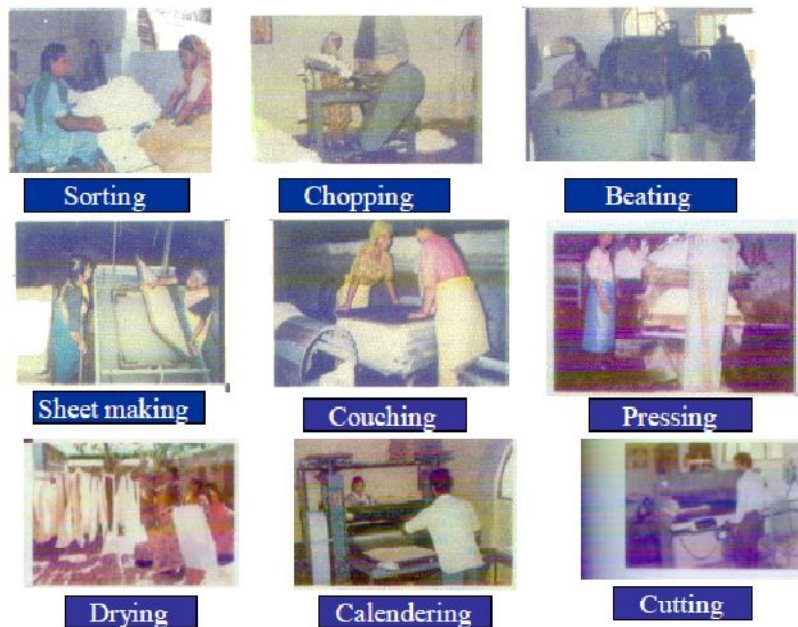 Sorting
Chopping
Beating
Sheet making
Couching
Pressing
Drying
Calendering
Cutting